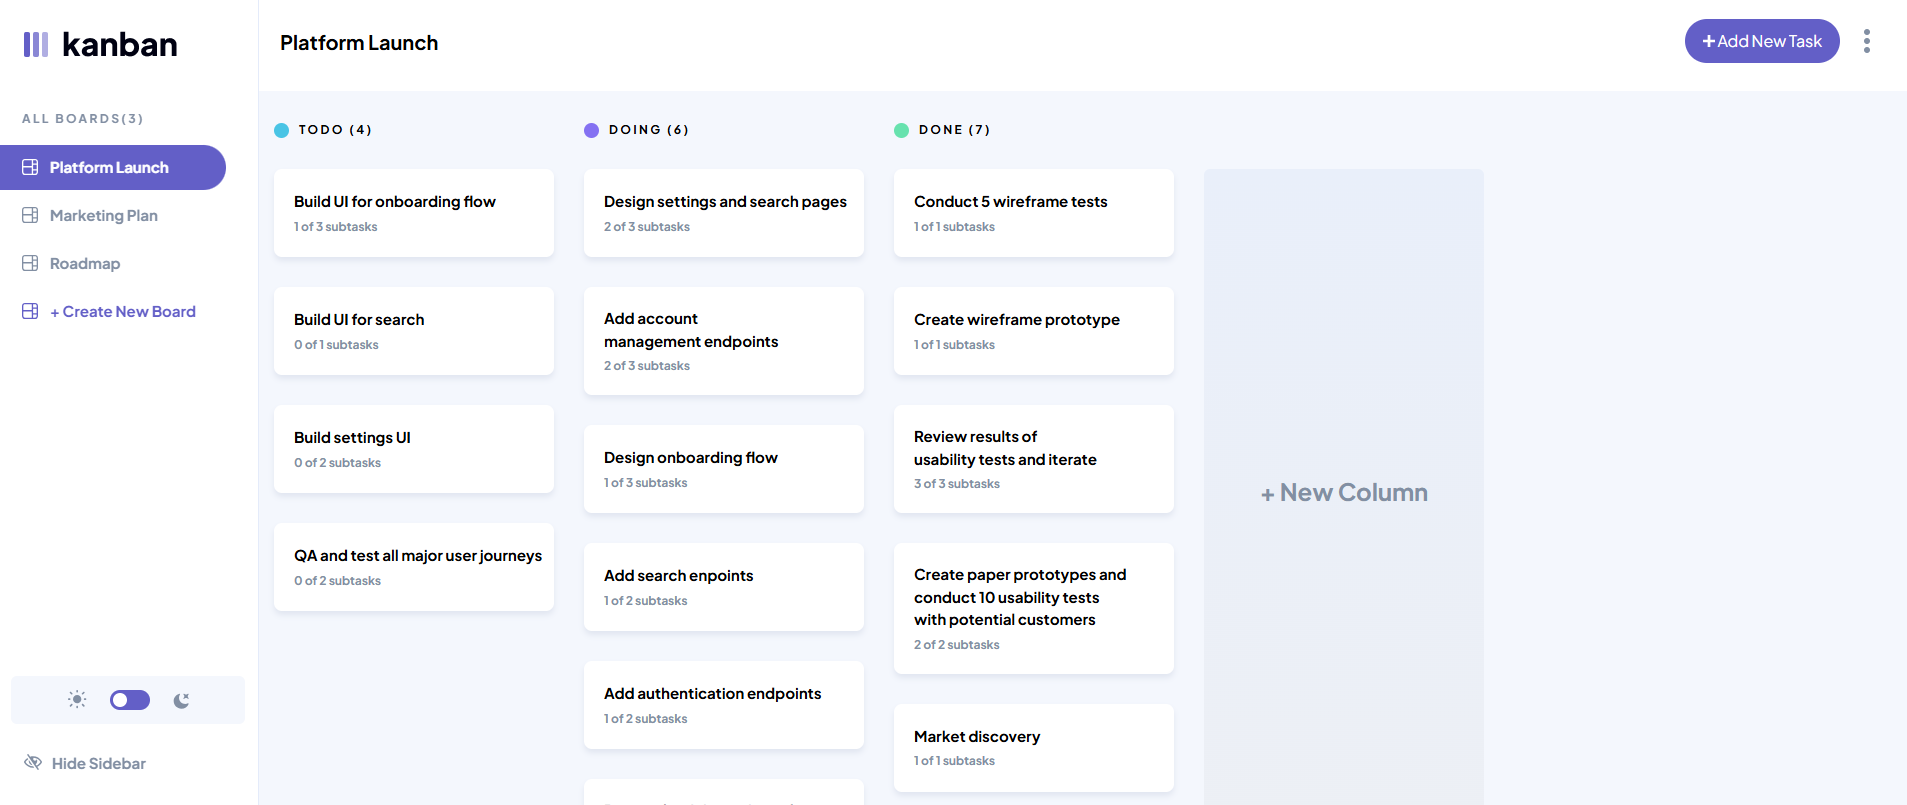 kanban
ALL BOARDS(3)
Platform Launch
Marketing Plan
Roadmap
+ Create New Board
Hide Sidebar
Platform Launch
+Add New Task
TODO (4)
Build UI for onboarding flow
1 of 3 subtasks
Build UI for search
0 of 1 subtasks
Build settings UI
0 of 2 subtasks
QA and test all major user journeys
0 of 2 subtasks
DOING (6)
Design settings and search pages
2 of 3 subtasks
Add account
management endpoints
2 of 3 subtasks
Design onboarding flow
1 of 3 subtasks
Add search enpoints
1 of 2 subtasks
Add authentication endpoints
1 of 2 subtasks
DONE (7)
Conduct 5 wireframe tests
1 of 1 subtasks
Create wireframe prototype
1 of 1 subtasks
Review results of
usability tests and iterate
3 of 3 subtasks
Create paper prototypes and
conduct 10 usability tests
with potential customers
2 of 2 subtasks
Market discovery
1 of 1 subtasks
+ New Column